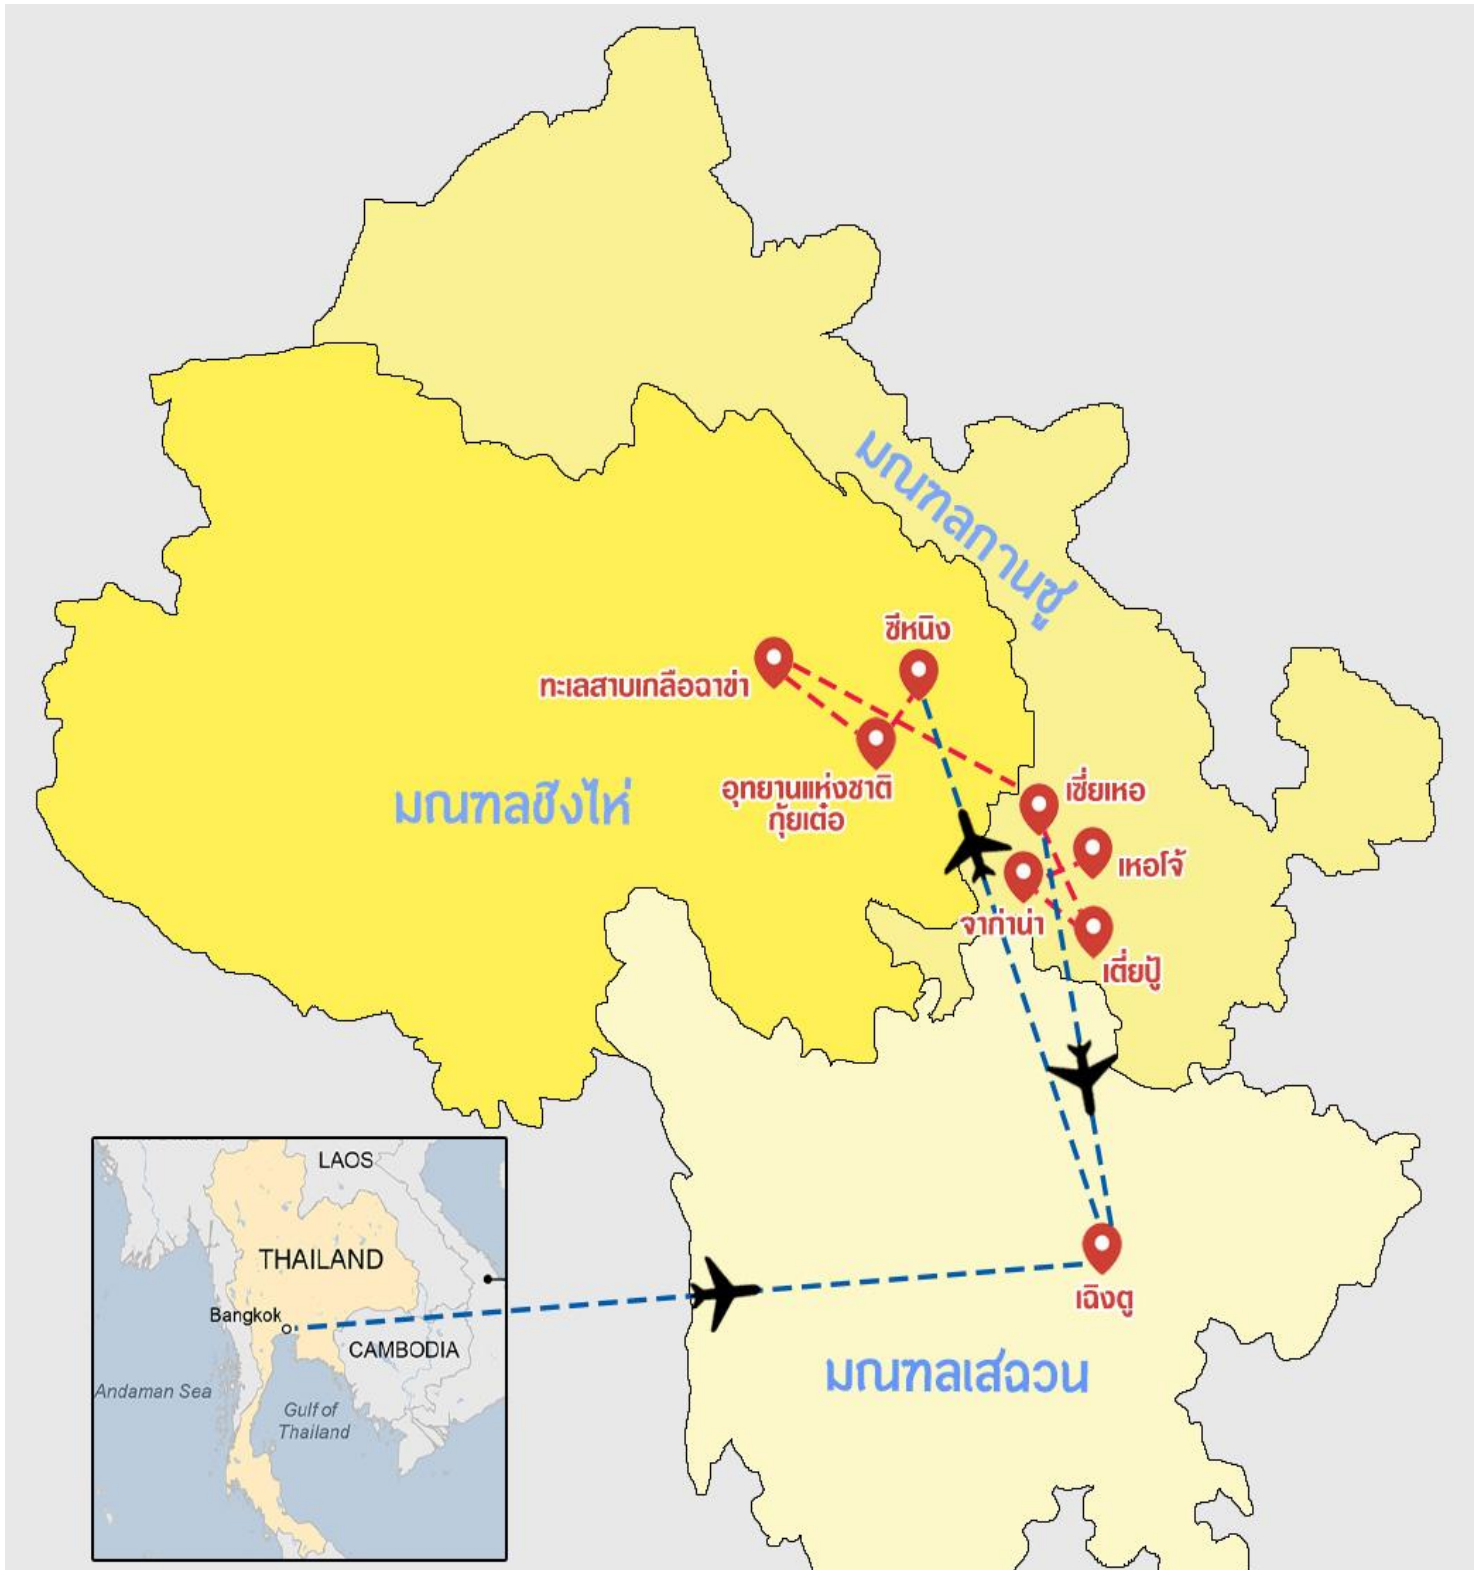 มณฑลกานซู
ซีหนิง
ทะเลสาบเกลือฉาข่า
อุทยานแห่งชาติ
กุ้ยเต๋อ
มณฑลชิงไห่
เซี่ยเหอ
เหอโจ้
จาก่าน่า
เตี๋ยปู้
LAOS
THAILAND
Bangkok
CAMBODIA
Andaman Sea
Gulf of
Thailand
เฉิงตู
มณฑลเสฉวน